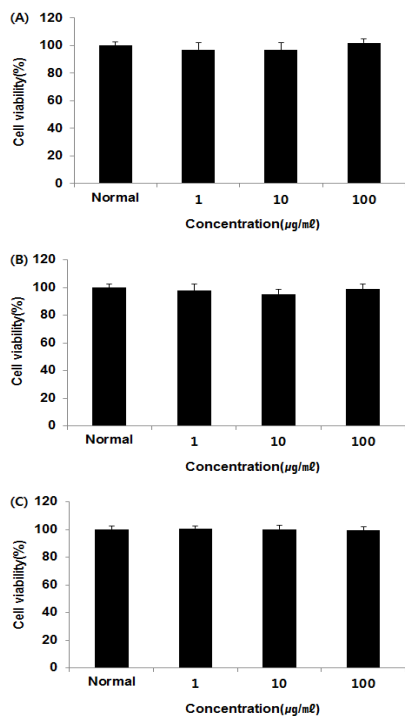 (A)
Cell viability(%)
120
100
80
60
40
20
0
Normal 1 10 100
Concentration(㎍/㎖)
(B)
Cell viability(%)
120
100
80
60
40
20
0
Normal 1 10 100
Concentration(㎍/㎖)
(C)
Cell viability(%)
120
100
80
60
40
20
0
Normal 1 10 100
Concentration(㎍/㎖)